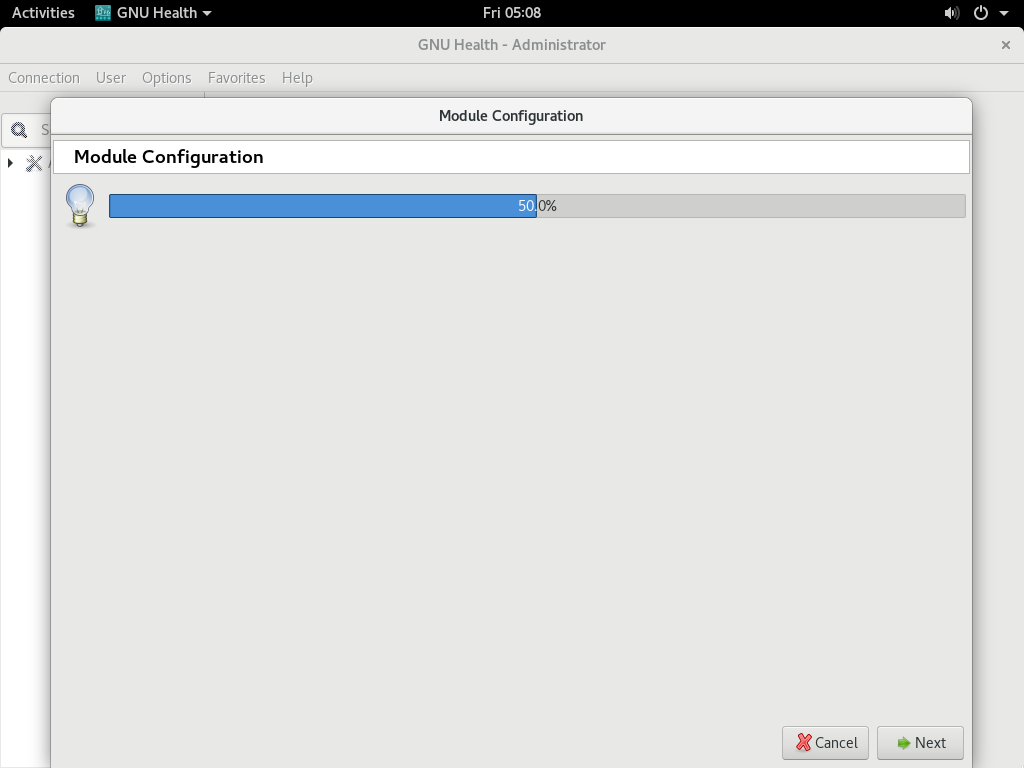 Activities GNU Health Fri 05:08
GNU Health - Administrator
Connection User Options Favorites Help
Module Configuration
Module Configuration
50.0%
Cancel Next